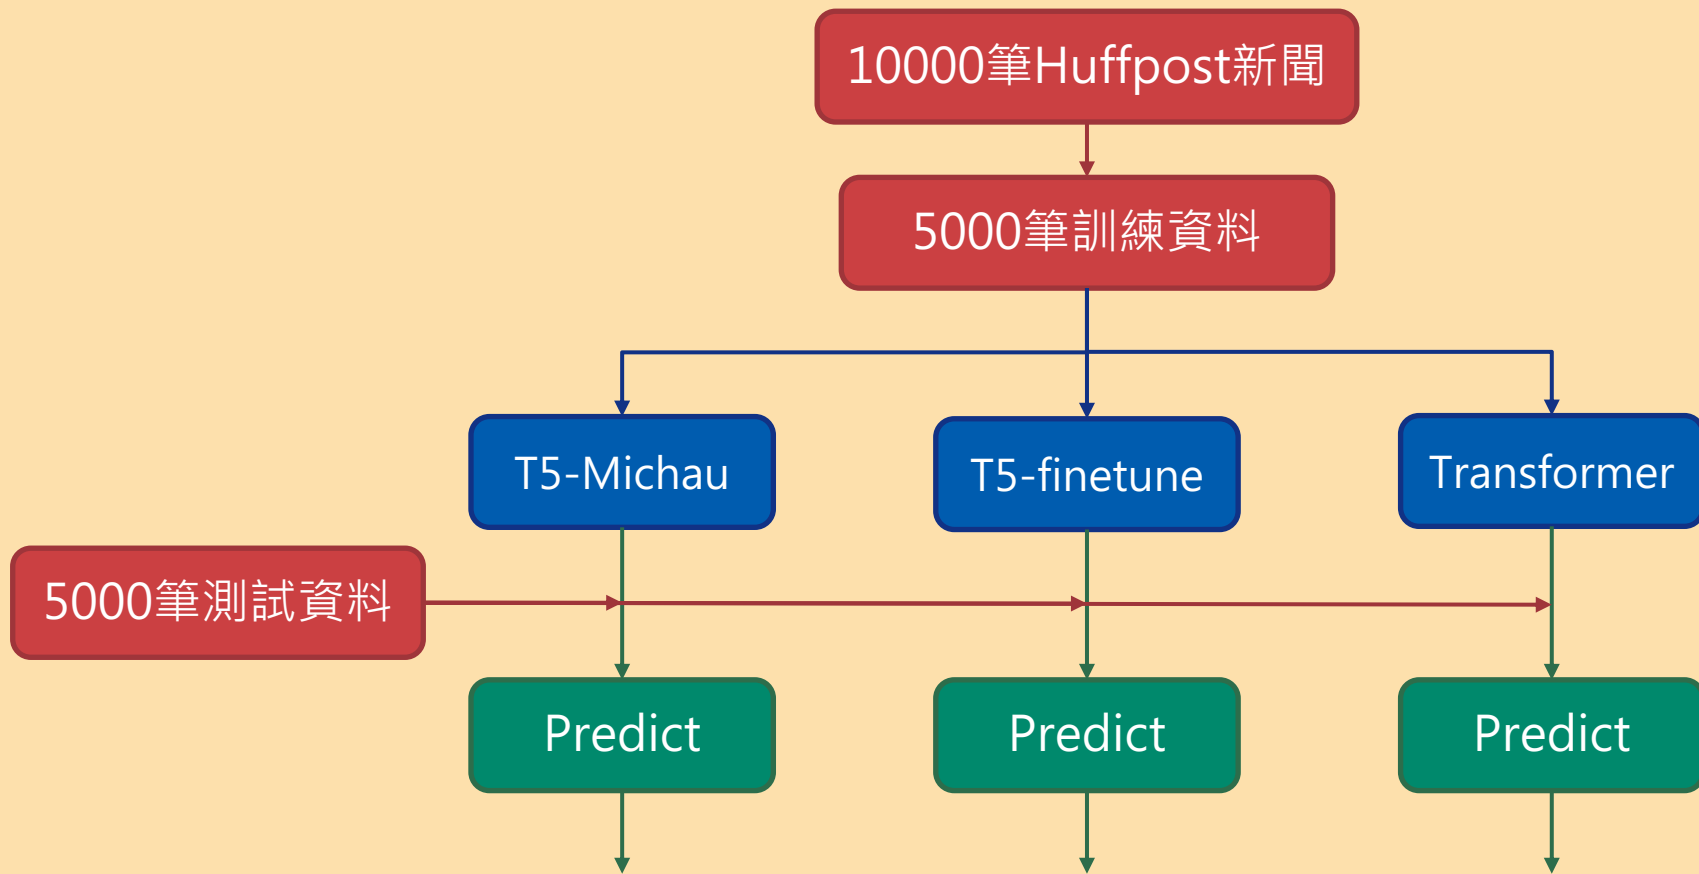 10000筆Huffpost新聞
5000筆訓練資料
T5-Michau
T5-finetune
Transformer
5000筆測試資料
Predict
Predict
Predict